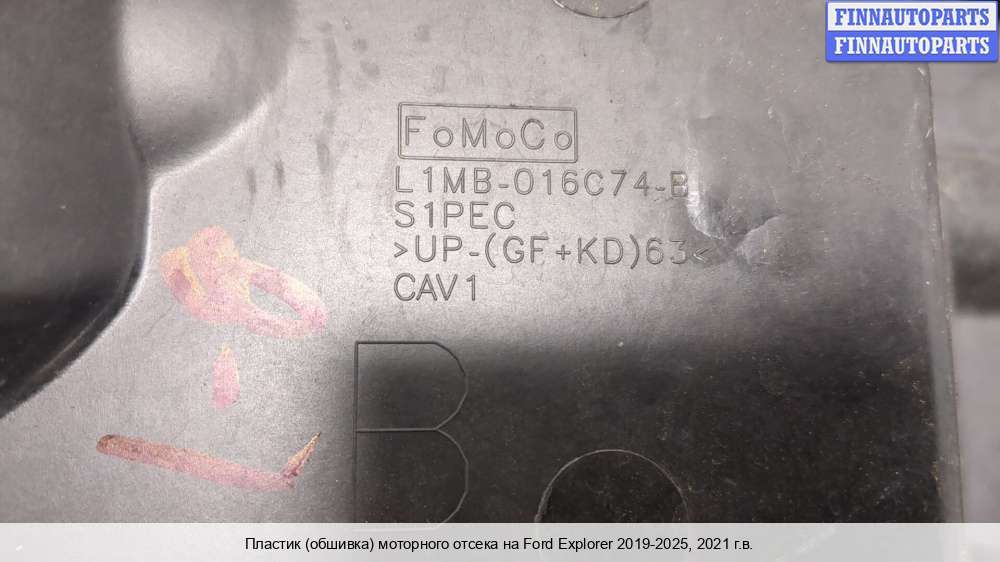 FINNAUTOPARTS
FINNAUTOPARTS
FoMoCo
L1MB-016C74-B
S1PEC
>UP-(GF+KD)63<
CAV1
B
Пластик (обшивка) моторного отсека на Ford Explorer 2019-2025, 2021 г.в.